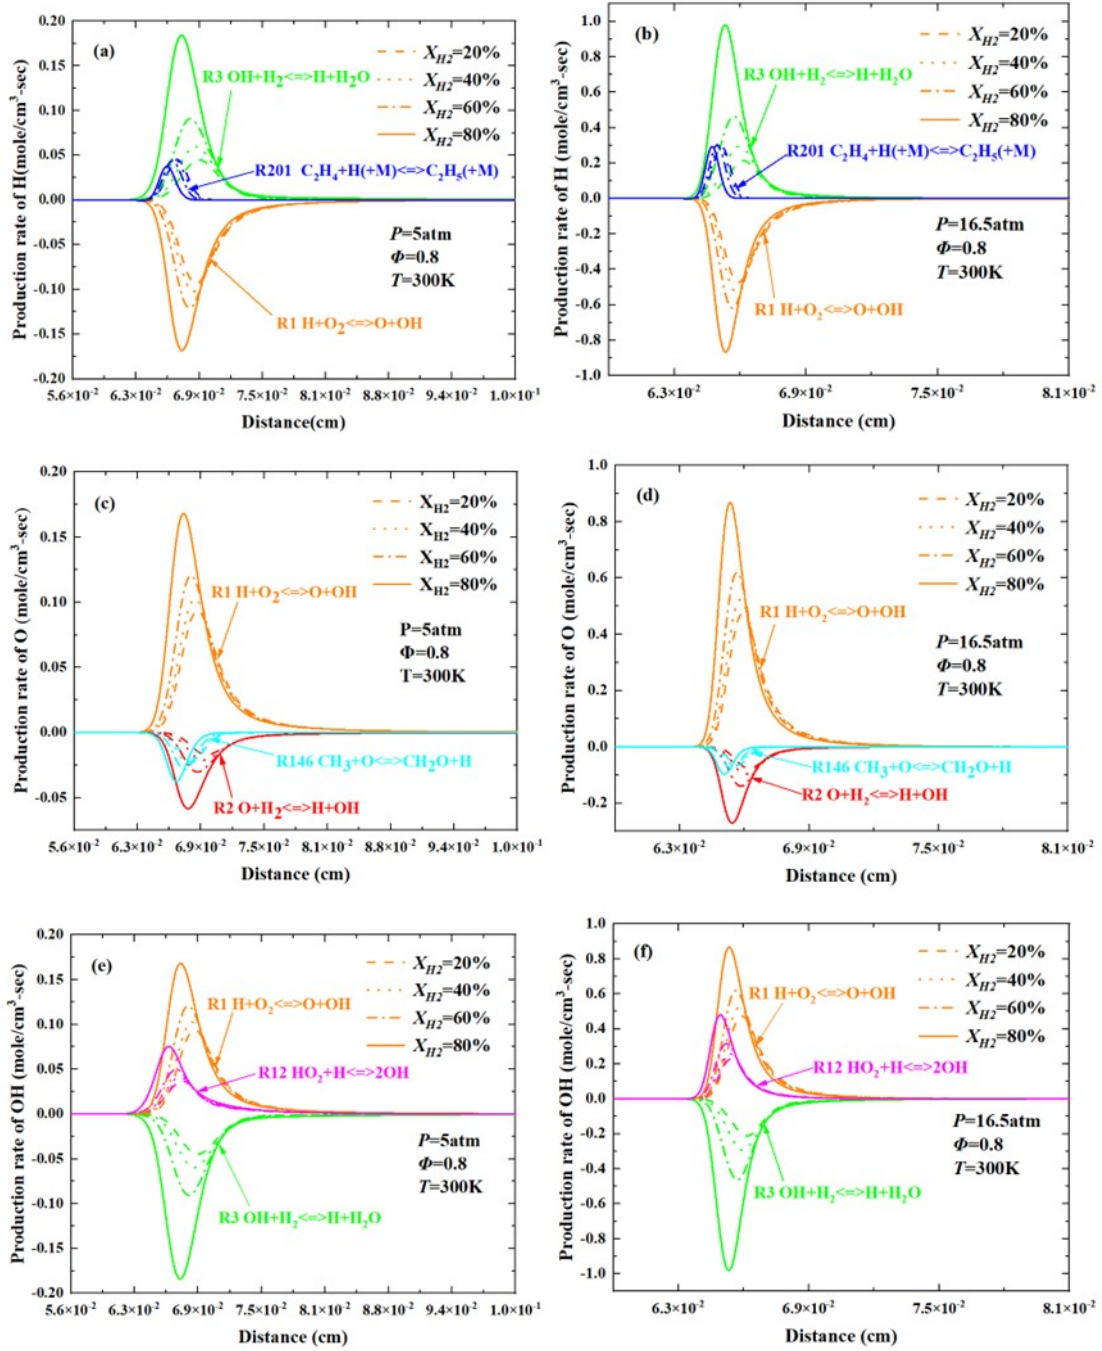 (a)
X_H2=20%
X_H2=40%
X_H2=60%
X_H2=80%
R3 OH+H₂<=>H+H₂O
R201 C₂H₄+H(+M)<=>C₂H₅(+M)
P=5atm
Φ=0.8
T=300K
R1 H+O₂<=>O+OH
Production rate of H(mole/cm³-sec)
0.20
0.15
0.10
0.05
0.00
-0.05
-0.10
-0.15
-0.20
5.6×10⁻² 6.3×10⁻² 6.9×10⁻² 7.5×10⁻² 8.1×10⁻² 8.8×10⁻² 9.4×10⁻² 1.0×10⁻¹
Distance(cm)
(b)
X_H2=20%
X_H2=40%
X_H2=60%
X_H2=80%
R3 OH+H₂<=>H+H₂O
R201 C₂H₄+H(+M)<=>C₂H₅(+M)
P=16.5atm
Φ=0.8
T=300K
R1 H+O₂<=>O+OH
Production rate of H (mole/cm³-sec)
1.0
0.8
0.6
0.4
0.2
0.0
-0.2
-0.4
-0.6
-0.8
-1.0
6.3×10⁻² 6.9×10⁻² 7.5×10⁻² 8.1×10⁻²
Distance (cm)
(c)
X_H2=20%
X_H2=40%
X_H2=60%
X_H2=80%
R1 H+O₂<=>O+OH
P=5atm
Φ=0.8
T=300K
R146 CH₃+O<=>CH₂O+H
R2 O+H₂<=>H+OH
Production rate of O (mole/cm³-sec)
0.20
0.15
0.10
0.05
0.00
-0.05
5.6×10⁻² 6.3×10⁻² 6.9×10⁻² 7.5×10⁻² 8.1×10⁻² 8.8×10⁻² 9.4×10⁻² 1.0×10⁻¹
Distance (cm)
(d)
X_H2=20%
X_H2=40%
X_H2=60%
X_H2=80%
R1 H+O₂<=>O+OH
P=16.5atm
Φ=0.8
T=300K
R146 CH₃+O<=>CH₂O+H
R2 O+H₂<=>H+OH
Production rate of O (mole/cm³-sec)
1.0
0.8
0.6
0.4
0.2
0.0
-0.2
6.3×10⁻² 6.9×10⁻² 7.5×10⁻² 8.1×10⁻²
Distance (cm)
(e)
X_H2=20%
X_H2=40%
X_H2=60%
X_H2=80%
R1 H+O₂<=>O+OH
R12 HO₂+H<=>2OH
P=5atm
Φ=0.8
T=300K
R3 OH+H₂<=>H+H₂O
Production rate of OH (mole/cm³-sec)
0.20
0.15
0.10
0.05
0.00
-0.05
-0.10
-0.15
-0.20
5.6×10⁻² 6.3×10⁻² 6.9×10⁻² 7.5×10⁻² 8.1×10⁻² 8.8×10⁻² 9.4×10⁻² 1.0×10⁻¹
Distance (cm)
(f)
X_H2=20%
X_H2=40%
X_H2=60%
X_H2=80%
R1 H+O₂<=>O+OH
R12 HO₂+H<=>2OH
P=16.5atm
Φ=0.8
T=300K
R3 OH+H₂<=>H+H₂O
Production rate of OH (mole/cm³-sec)
1.0
0.8
0.6
0.4
0.2
0.0
-0.2
-0.4
-0.6
-0.8
-1.0
6.3×10⁻² 6.9×10⁻² 7.5×10⁻² 8.1×10⁻²
Distance (cm)